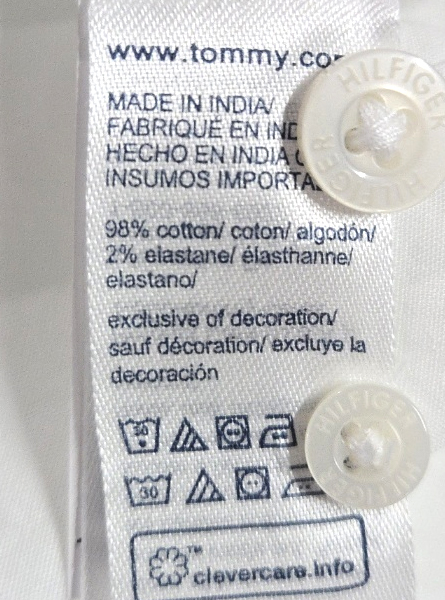 www.tommy.co
MADE IN INDIA/
FABRIQUÉ EN IND
HECHO EN INDIA C
INSUMOS IMPORTA
98% cotton/ coton/ algodón/
2% elastane/ élasthanne/
elastano/
exclusive of decoration/
sauf décoration/ excluye la
decoración
30
30
TM
clevercare.info
HILFIGER
HILFIGER
HILFIGER
HILFIGER